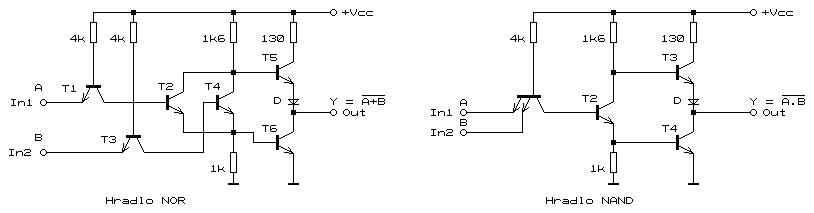 +Vcc
4k 4k 1k6 130
T5
A T1 T2 T4
D Y = A+B
In1 Out
B T3 T6
In2
1k
Hradlo NOR
+Vcc
4k 1k6 130
T3
A T2 D Y = A.B
In1 Out
B T4
In2
1k
Hradlo NAND